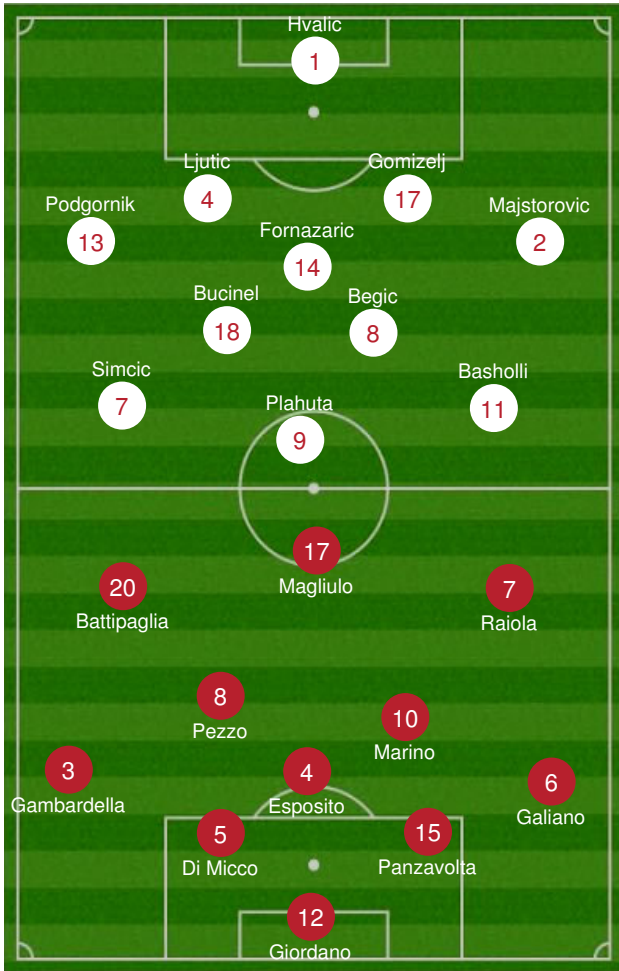 Hvalic
1
Ljutic
Gomizelj
4
17
Podgornik
Majstorovic
13
2
Fornazaric
14
Bucinel
Begic
18
8
Simcic
Basholli
7
11
Plahuta
9
17
Magliulo
20
7
Battipaglia
Raiola
8
10
Pezzo
Marino
3
4
6
Gambardella
Esposito
Galiano
5
15
Di Micco
Panzavolta
12
Giordano